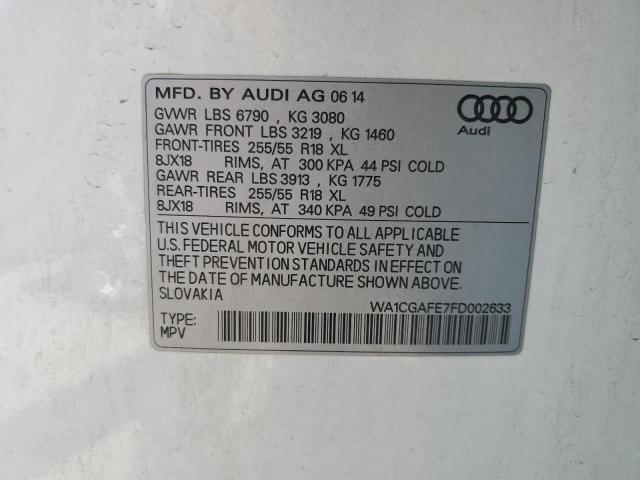 MFD. BY AUDI AG 06 14
GVWR LBS 6790 , KG 3080
GAWR FRONT LBS 3219 , KG 1460
FRONT-TIRES 255/55 R18 XL
8JX18 RIMS, AT 300 KPA 44 PSI COLD
GAWR REAR LBS 3913 , KG 1775
REAR-TIRES 255/55 R18 XL
8JX18 RIMS, AT 340 KPA 49 PSI COLD
Audi
THIS VEHICLE CONFORMS TO ALL APPLICABLE
U.S. FEDERAL MOTOR VEHICLE SAFETY AND
THEFT PREVENTION STANDARDS IN EFFECT ON
THE DATE OF MANUFACTURE SHOWN ABOVE.
SLOVAKIA
WA1CGAFE7FD002633
TYPE:
MPV